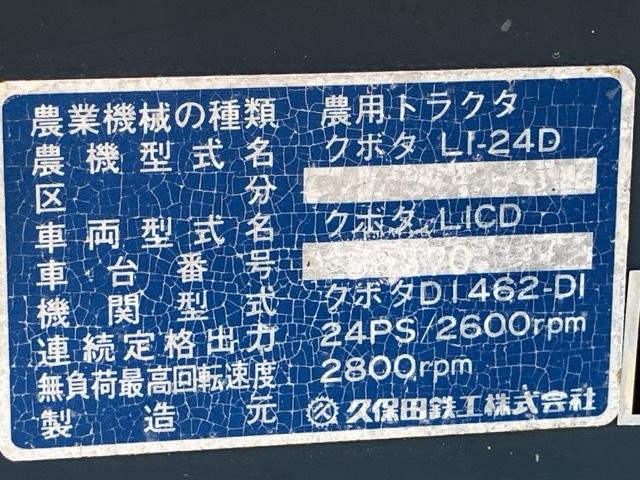 農業機械の種類 農用トラクタ
農機型式名 クボタ L1-24D
区分
車両型式名 クボタ L1CD
車台番号
機関型式 クボタD1462-D1
連続定格出力 24PS/2600rpm
無負荷最高回転速度 2800rpm
製造元 久保田鉄工株式会社